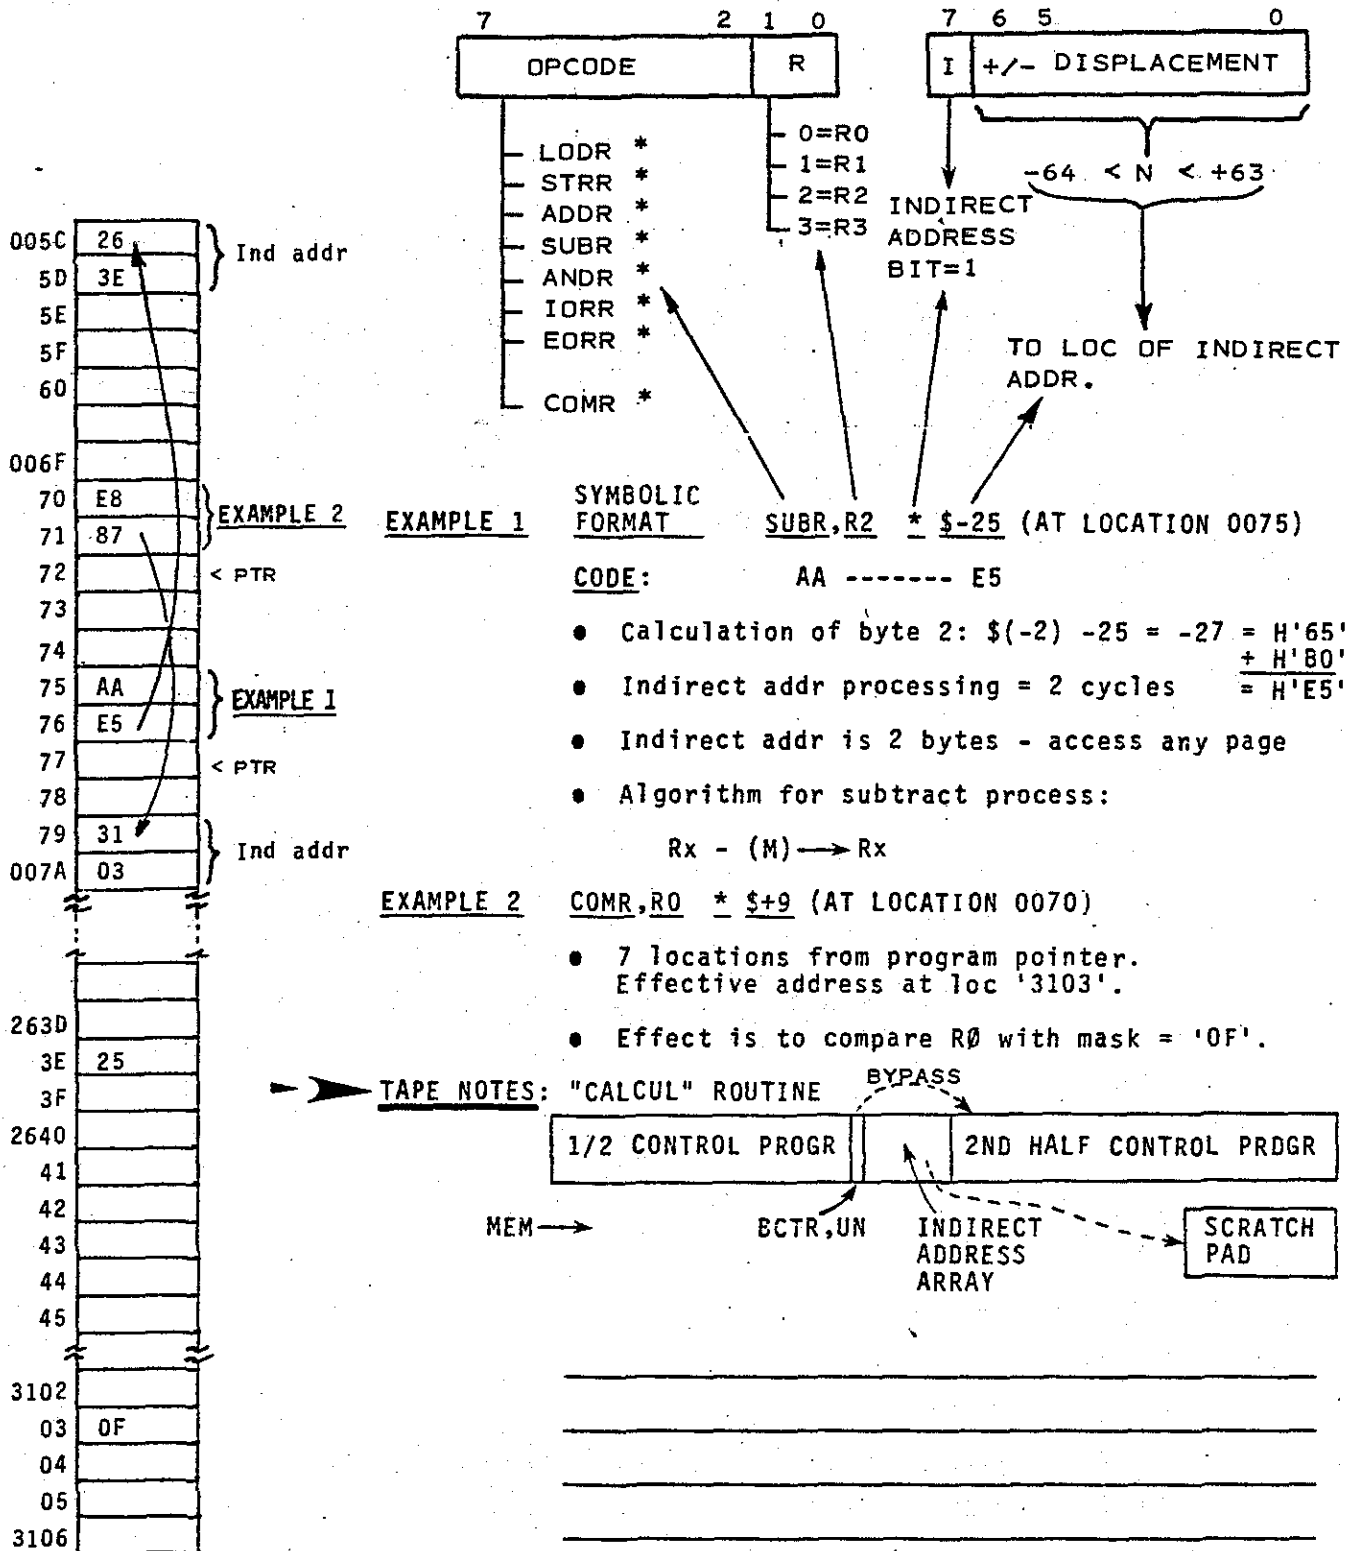 7 2 1 0
OPCODE R
LODR *
STRR *
ADDR *
SUBR *
ANDR *
IORR *
EORR *
COMR *
0=R0
1=R1
2=R2
3=R3
7 6 5 0
I +/- DISPLACEMENT
-64 < N < +63
INDIRECT
ADDRESS
BIT=1
TO LOC OF INDIRECT
ADDR.
005C 26
5D 3E
Ind addr
5E
5F
60
006F
70 E8
71 87
EXAMPLE 2
72 < PTR
73
74
75 AA
76 E5
EXAMPLE 1
77 < PTR
78
79 31
007A 03
Ind addr
263D
3E 25
3F
2640
41
42
43
44
45
3102
03 0F
04
05
3106
EXAMPLE 1 SYMBOLIC
FORMAT SUBR,R2 * $-25 (AT LOCATION 0075)
CODE: AA ------- E5
• Calculation of byte 2: $(-2) -25 = -27 = H'65'
+ H'80'
= H'E5'
• Indirect addr processing = 2 cycles
• Indirect addr is 2 bytes - access any page
• Algorithm for subtract process:
Rx - (M) → Rx
EXAMPLE 2 COMR,R0 * $+9 (AT LOCATION 0070)
• 7 locations from program pointer.
Effective address at loc '3103'.
• Effect is to compare RØ with mask = '0F'.
TAPE NOTES: "CALCUL" ROUTINE
BYPASS
1/2 CONTROL PROGR 2ND HALF CONTROL PRDGR
MEM → BCTR,UN INDIRECT
ADDRESS
ARRAY
SCRATCH
PAD